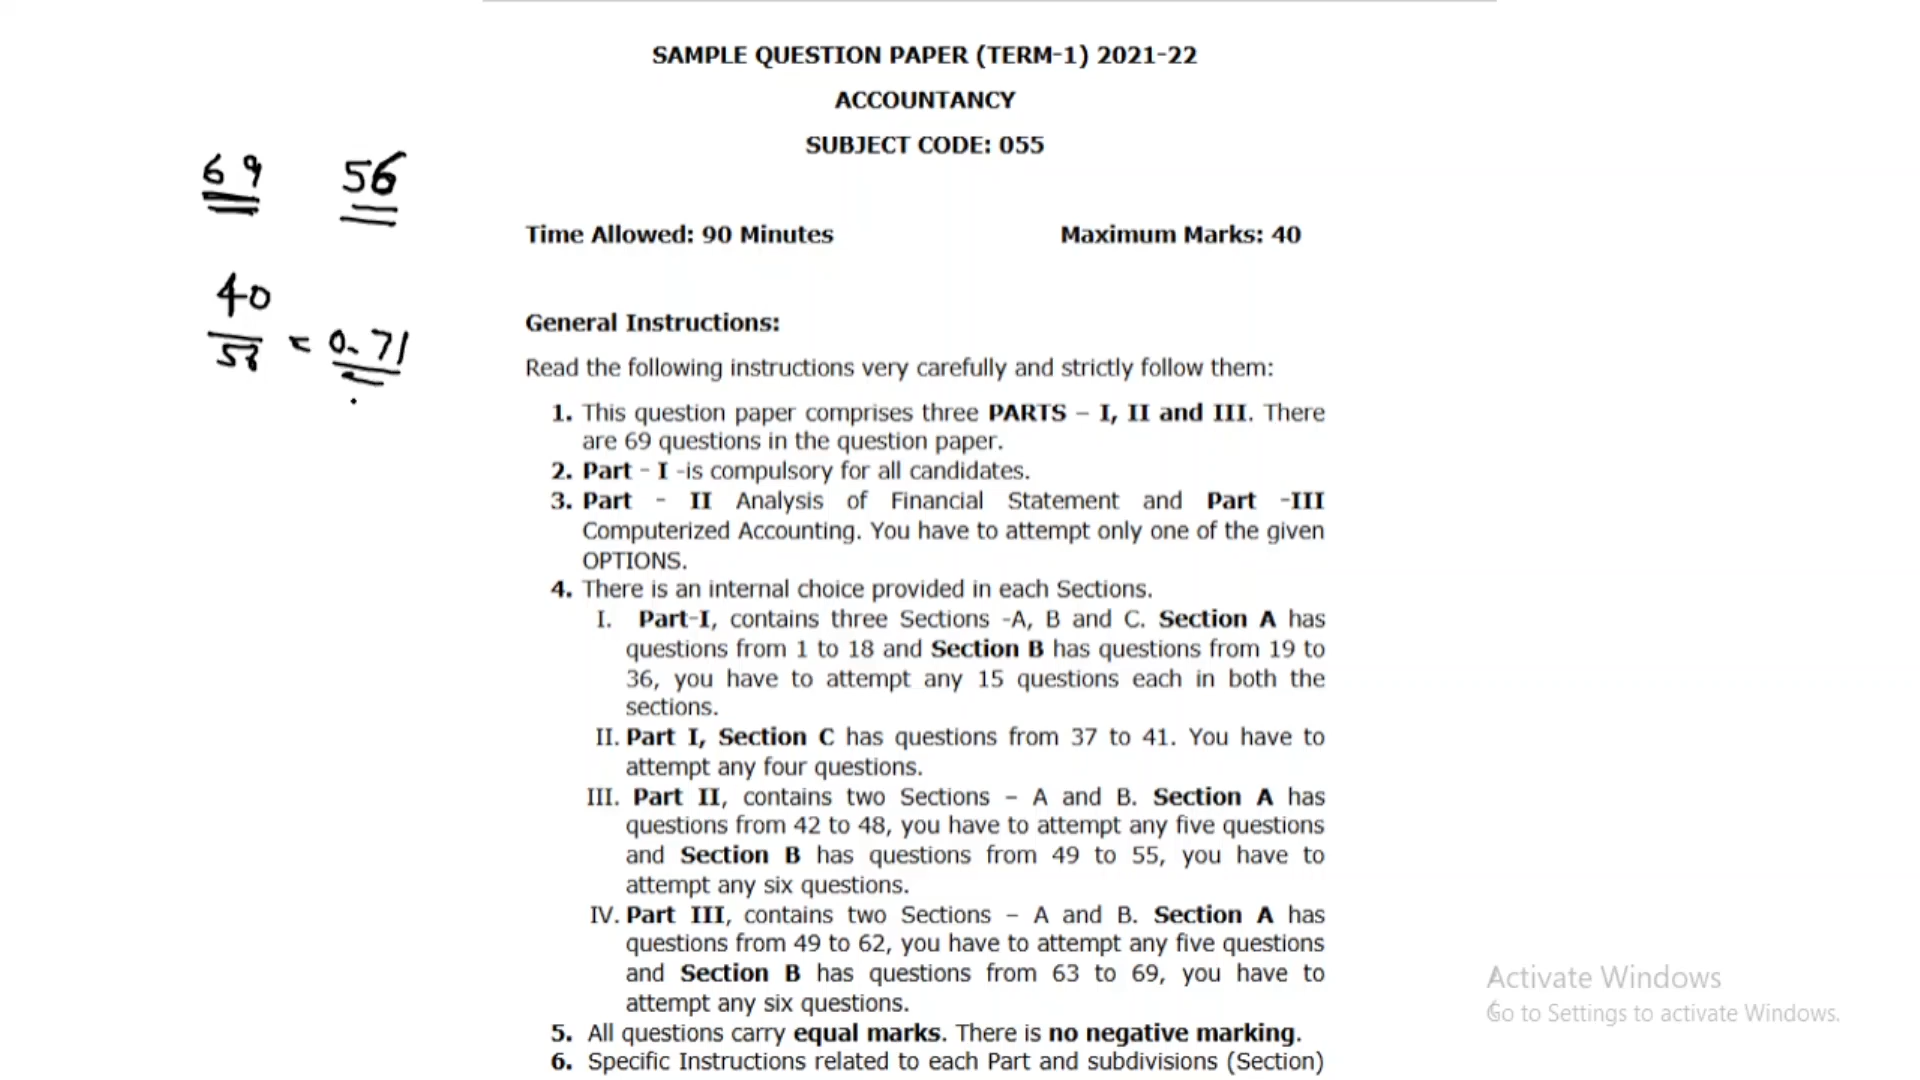 SAMPLE QUESTION PAPER (TERM-1) 2021-22
ACCOUNTANCY
SUBJECT CODE: 055
69 56
Time Allowed: 90 Minutes Maximum Marks: 40
40
= 0.71
General Instructions:
Read the following instructions very carefully and strictly follow them:
1. This question paper comprises three PARTS – I, II and III. There
are 69 questions in the question paper.
2. Part - I -is compulsory for all candidates.
3. Part - II Analysis of Financial Statement and Part -III
Computerized Accounting. You have to attempt only one of the given
OPTIONS.
4. There is an internal choice provided in each Sections.
I. Part-I, contains three Sections -A, B and C. Section A has
questions from 1 to 18 and Section B has questions from 19 to
36, you have to attempt any 15 questions each in both the
sections.
II. Part I, Section C has questions from 37 to 41. You have to
attempt any four questions.
III. Part II, contains two Sections – A and B. Section A has
questions from 42 to 48, you have to attempt any five questions
and Section B has questions from 49 to 55, you have to
attempt any six questions.
IV. Part III, contains two Sections – A and B. Section A has
questions from 49 to 62, you have to attempt any five questions
and Section B has questions from 63 to 69, you have to
attempt any six questions.
5. All questions carry equal marks. There is no negative marking.
6. Specific Instructions related to each Part and subdivisions (Section)
Activate Windows
Go to Settings to activate Windows.